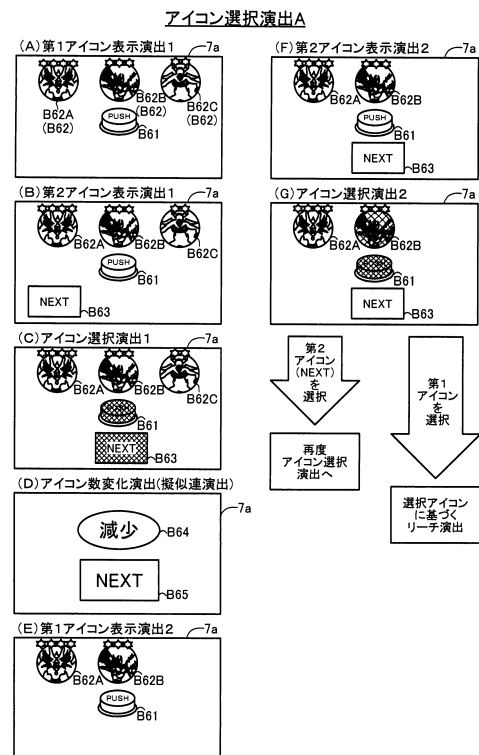 アイコン選択演出A
(A)第1アイコン表示演出1
7a
B62A
(B62)
B62B
(B62)
B62C
(B62)
PUSH
B61
(B)第2アイコン表示演出1
7a
B62A
B62B
B62C
PUSH
B61
NEXT
B63
(C)アイコン選択演出1
7a
B62A
B62B
B62C
B61
NEXT
B63
(D)アイコン数変化演出(擬似連演出)
7a
減少
B64
NEXT
B65
(E)第1アイコン表示演出2
7a
B62A
B62B
PUSH
B61
(F)第2アイコン表示演出2
7a
B62A
B62B
PUSH
B61
NEXT
B63
(G)アイコン選択演出2
7a
B62A
B62B
B61
NEXT
B63
第2
アイコン
(NEXT)
を
選択
再度
アイコン選択
演出へ
第1
アイコン
を
選択
選択アイコン
に基づく
リーチ演出